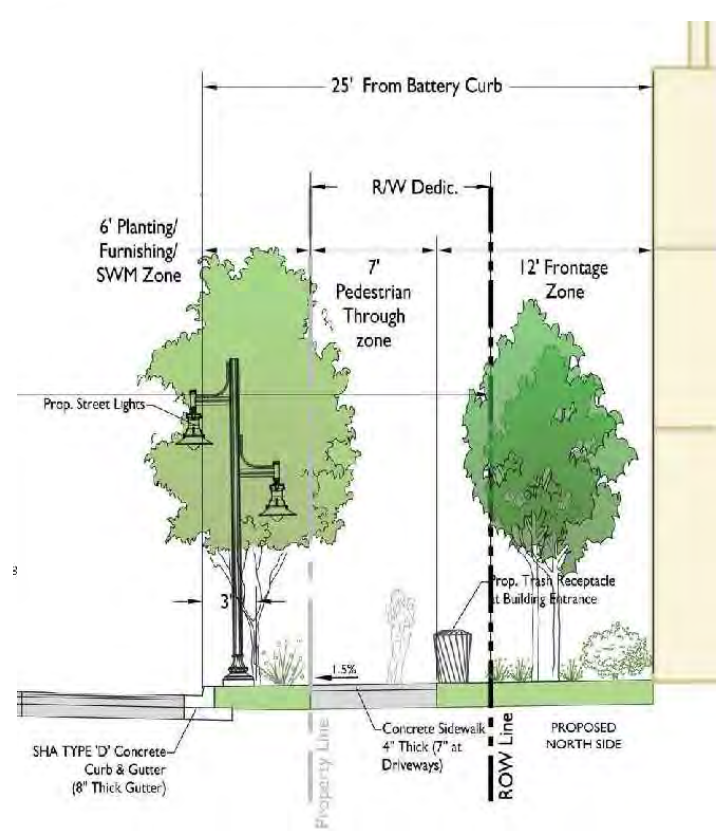 25' From Battery Curb
R/W Dedic.
6' Planting/
Furnishing/
SWM Zone
7'
Pedestrian
Through
zone
12' Frontage
Zone
Prop. Street Lights
3'
Prop. Trash Receptacle
at Building Entrance
1.5%
SHA TYPE 'D' Concrete
Curb & Gutter
(8" Thick Gutter)
Property Line
Concrete Sidewalk
4" Thick (7" at
Driveways)
ROW Line
PROPOSED
NORTH SIDE